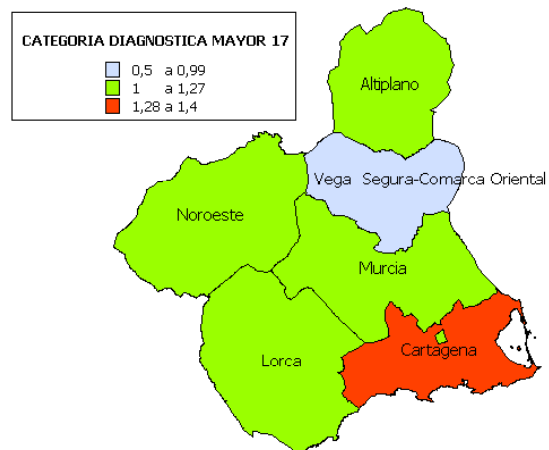 CATEGORIA DIAGNOSTICA MAYOR 17
0,5 a 0,99
1 a 1,27
1,28 a 1,4
Altiplano
Vega Segura-Comarca Oriental
Noroeste
Murcia
Cartagena
Lorca